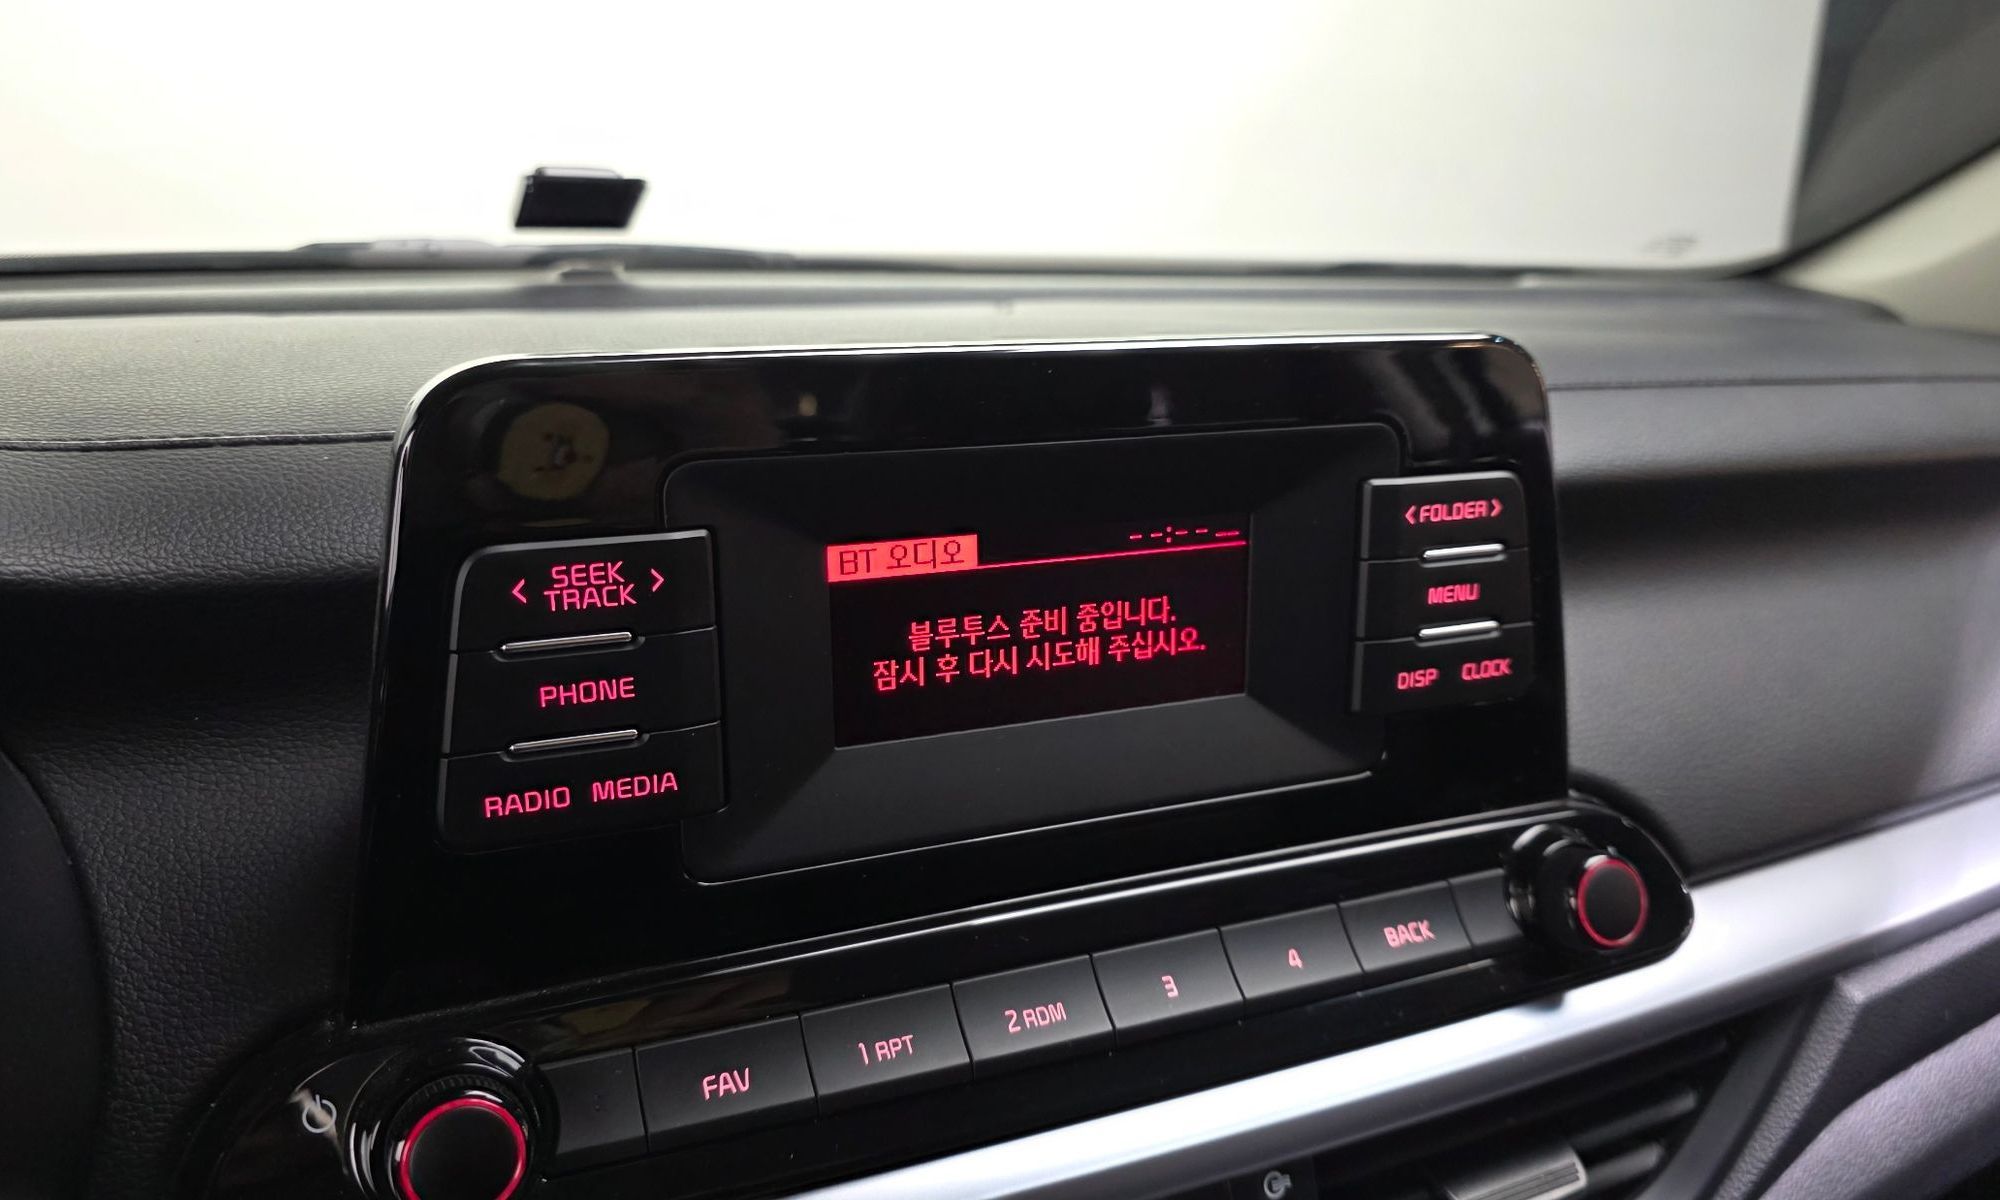 BT 오디오
--:--
블루투스 준비 중입니다.
잠시 후 다시 시도해 주십시오.
< SEEK >
TRACK
PHONE
RADIO MEDIA
<FOLDER>
MENU
DISP CLOCK
FAV
1 RPT
2 RDM
3
4
BACK